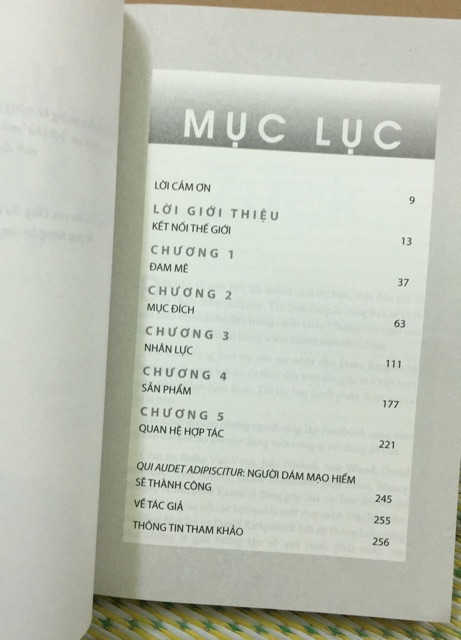 MỤC LỤC
LỜI CẢM ƠN 9
LỜI GIỚI THIỆU
KẾT NỐI THẾ GIỚI 13
CHƯƠNG 1
ĐAM MÊ 37
CHƯƠNG 2
MỤC ĐÍCH 63
CHƯƠNG 3
NHÂN LỰC 111
CHƯƠNG 4
SẢN PHẨM 177
CHƯƠNG 5
QUAN HỆ HỢP TÁC 221
QUI AUDET ADIPISCITUR: NGƯỜI DÁM MẠO HIỂM
SẼ THÀNH CÔNG 245
VỀ TÁC GIẢ 255
THÔNG TIN THAM KHẢO 256